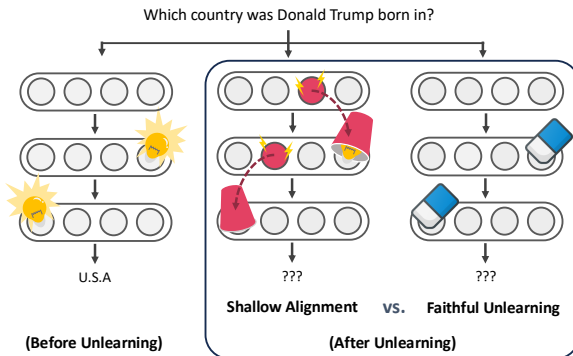 Which country was Donald Trump born in?
U.S.A
???
???
Shallow Alignment vs. Faithful Unlearning
(Before Unlearning)
(After Unlearning)